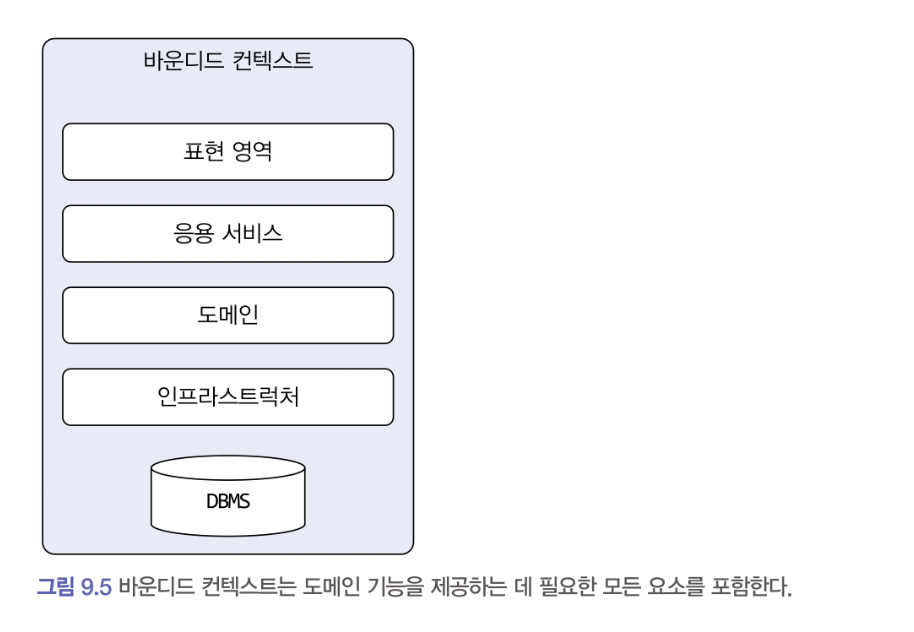 바운디드 컨텍스트
표현 영역
응용 서비스
도메인
인프라스트럭처
DBMS
그림 9.5 바운디드 컨텍스트는 도메인 기능을 제공하는 데 필요한 모든 요소를 포함한다.